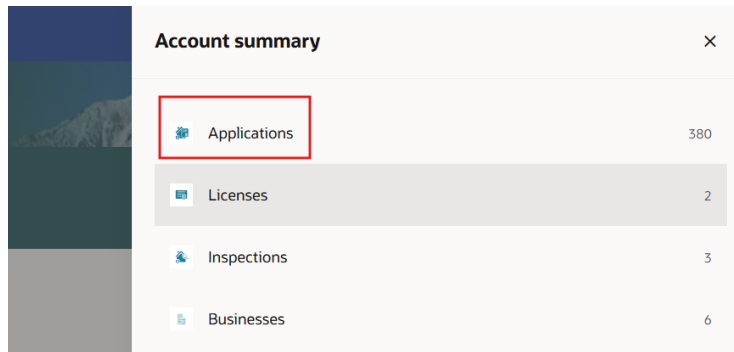 Account summary
Applications 380
Licenses 2
Inspections 3
Businesses 6